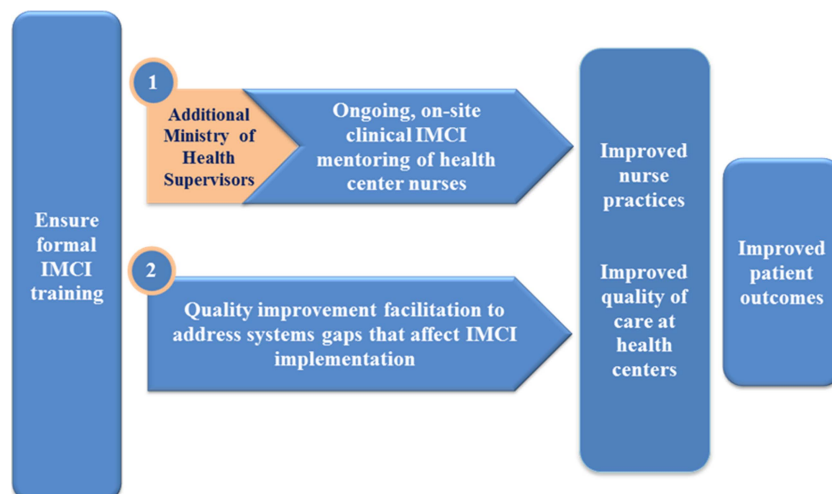 Ensure
formal
IMCI
training
1
Additional
Ministry of
Health
Supervisors
Ongoing, on-site
clinical IMCI
mentoring of health
center nurses
2
Quality improvement facilitation to
address systems gaps that affect IMCI
implementation
Improved
nurse
practices
Improved
quality of
care at
health
centers
Improved
patient
outcomes